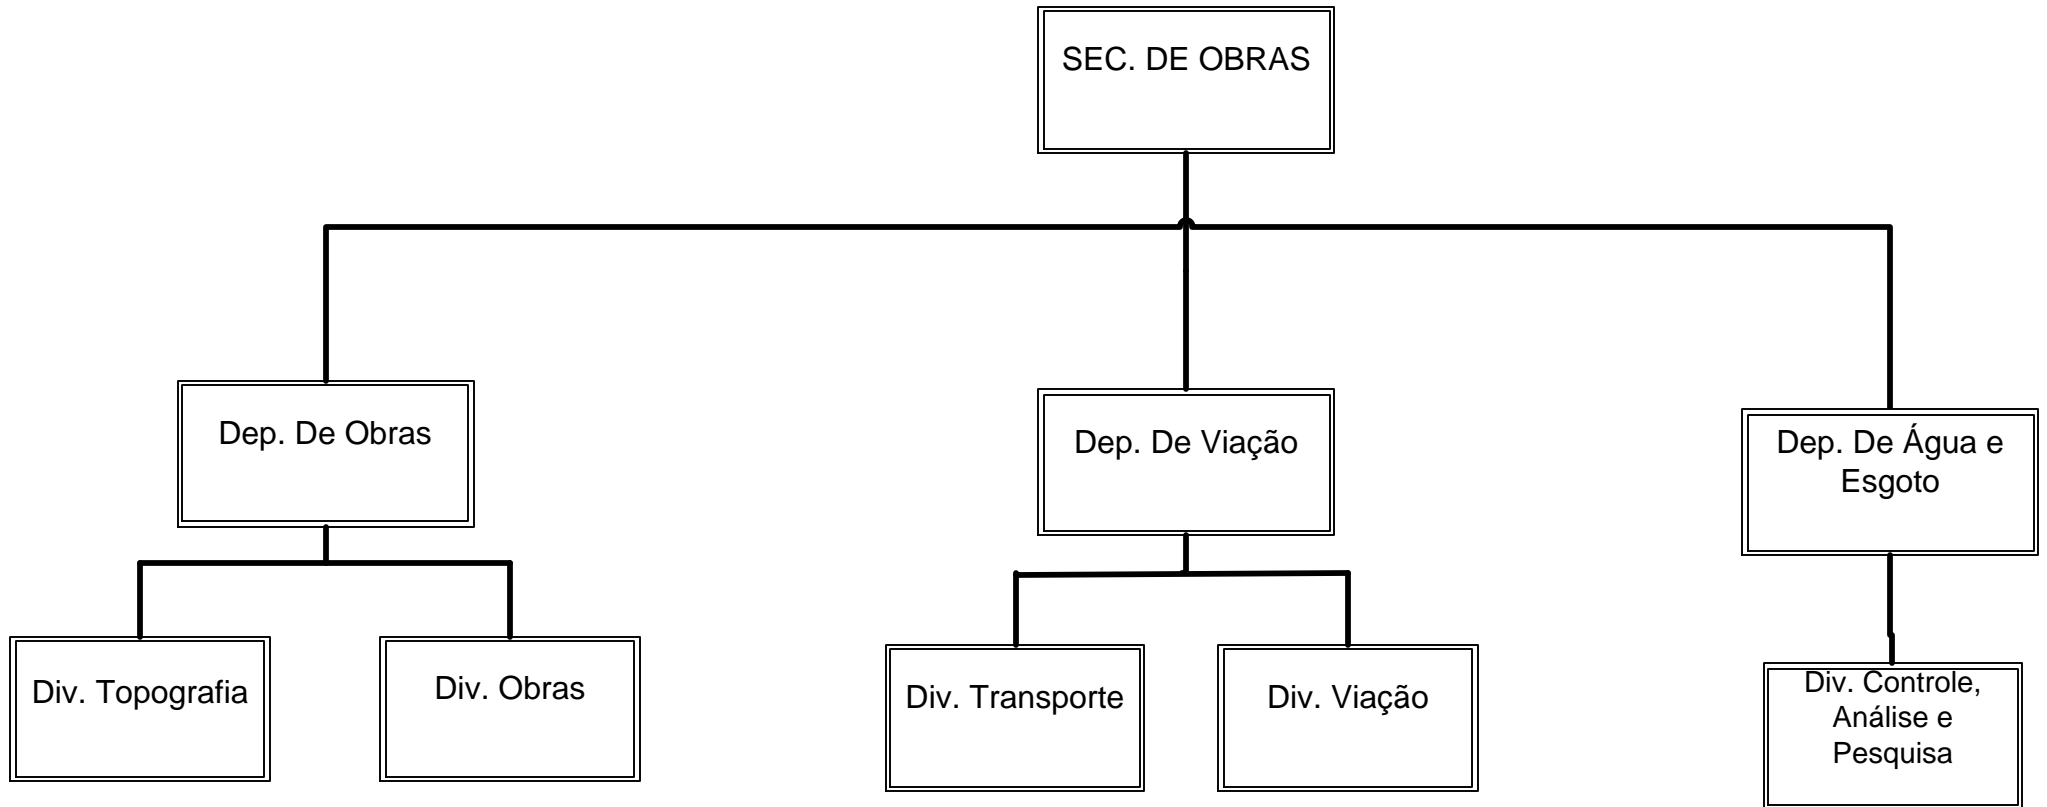 SEC. DE OBRAS
Dep. De Obras
Dep. De Viação
Dep. De Água e
Esgoto
Div. Topografia
Div. Obras
Div. Transporte
Div. Viação
Div. Controle,
Análise e
Pesquisa